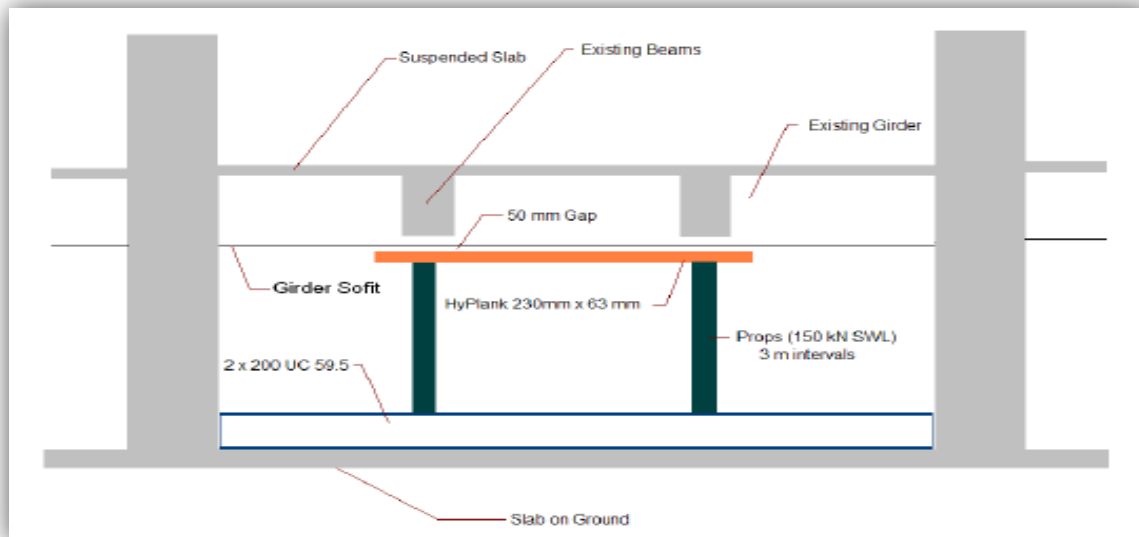 Suspended Slab
Existing Beams
Existing Girder
50 mm Gap
Girder Sofit
HyPlank 230mm x 63 mm
Props (150 kN SWL)
3 m intervals
2 x 200 UC 59.5
Slab on Ground